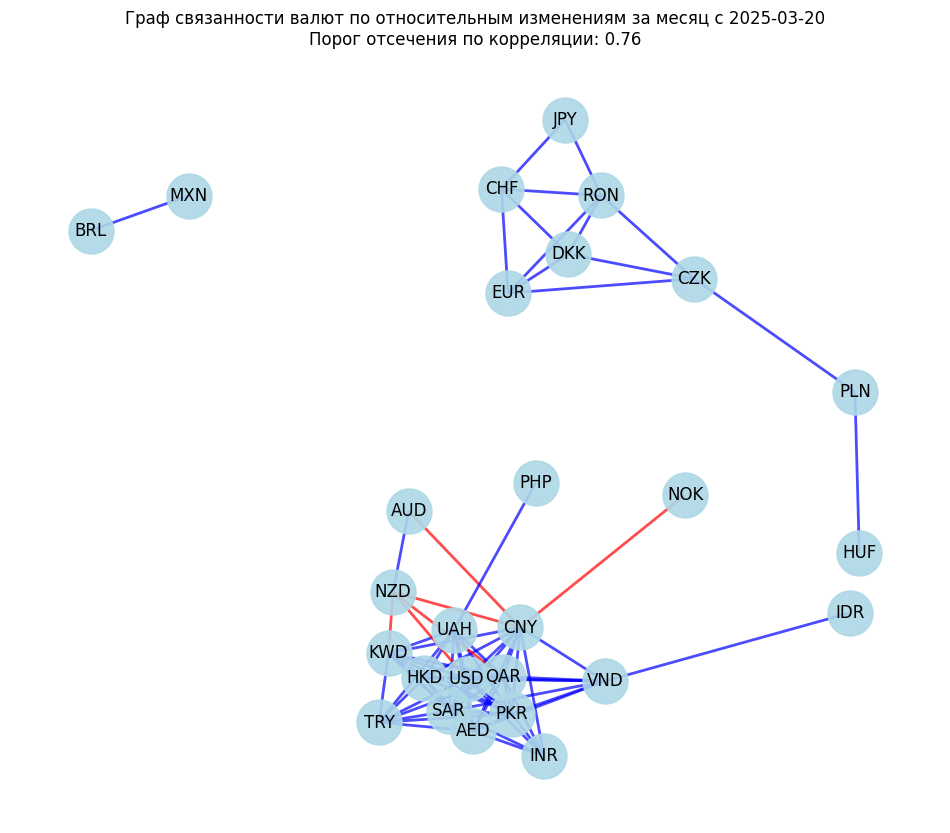 Граф связанности валют по относительным изменениям за месяц с 2025-03-20
Порог отсечения по корреляции: 0.76
JPY
CHF
RON
MXN
BRL
DKK
CZK
EUR
PLN
PHP
NOK
AUD
HUF
NZD
IDR
UAH
CNY
KWD
HKD
USD
QAR
VND
SAR
PKR
TRY
AED
INR